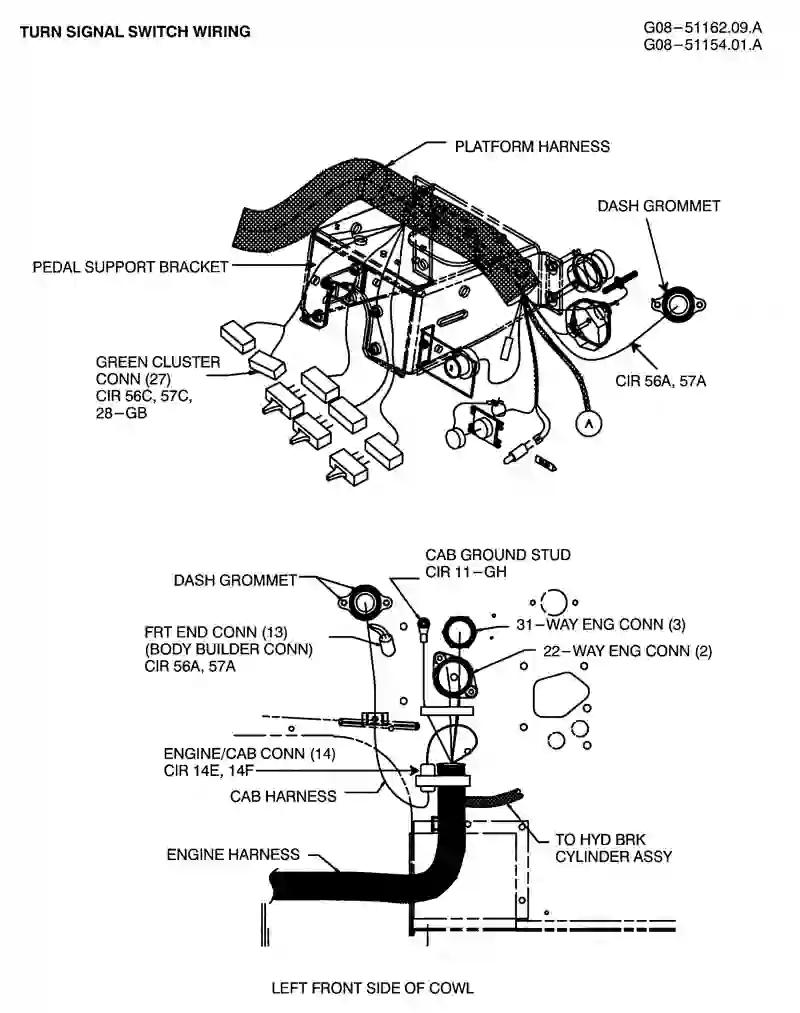 TURN SIGNAL SWITCH WIRING
G08-51162.09.A
G08-51154.01.A
PLATFORM HARNESS
DASH GROMMET
PEDAL SUPPORT BRACKET
GREEN CLUSTER
CONN (27)
CIR 56C, 57C,
28-GB
CIR 56A, 57A
A
CAB GROUND STUD
CIR 11-GH
DASH GROMMET
31-WAY ENG CONN (3)
FRT END CONN (13)
(BODY BUILDER CONN)
CIR 56A, 57A
22-WAY ENG CONN (2)
ENGINE/CAB CONN (14)
CIR 14E, 14F
CAB HARNESS
TO HYD BRK
CYLINDER ASSY
ENGINE HARNESS
LEFT FRONT SIDE OF COWL